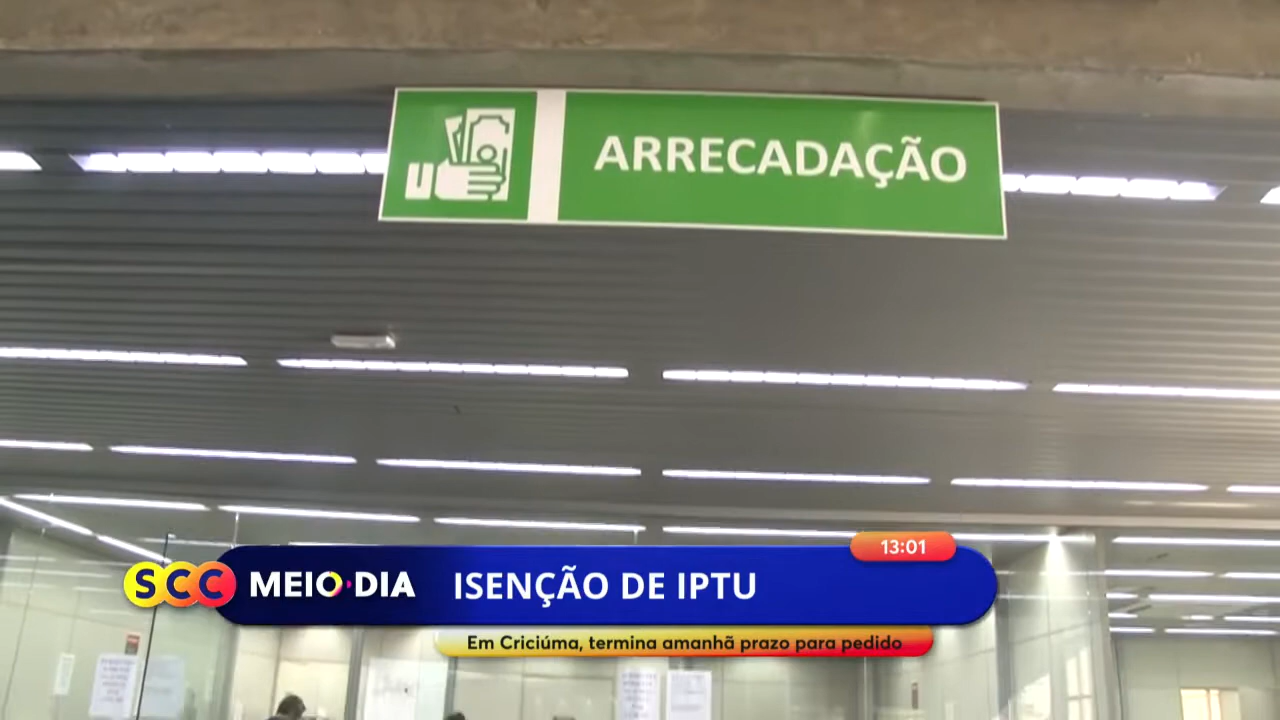 ARRECADAÇÃO
13:01
SCC MEIO-DIA ISENÇÃO DE IPTU
Em Criciúma, termina amanhã prazo para pedido